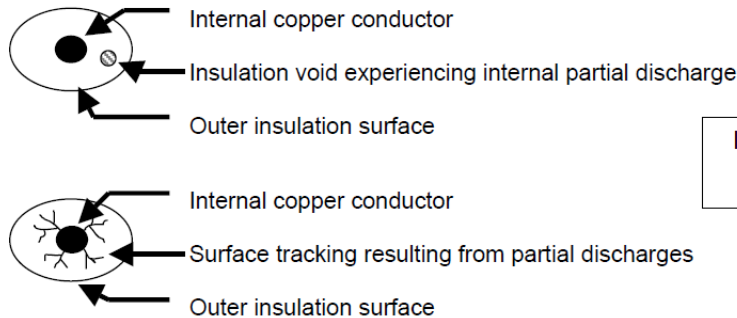 Internal copper conductor
Insulation void experiencing internal partial discharge
Outer insulation surface
Internal copper conductor
Surface tracking resulting from partial discharges
Outer insulation surface